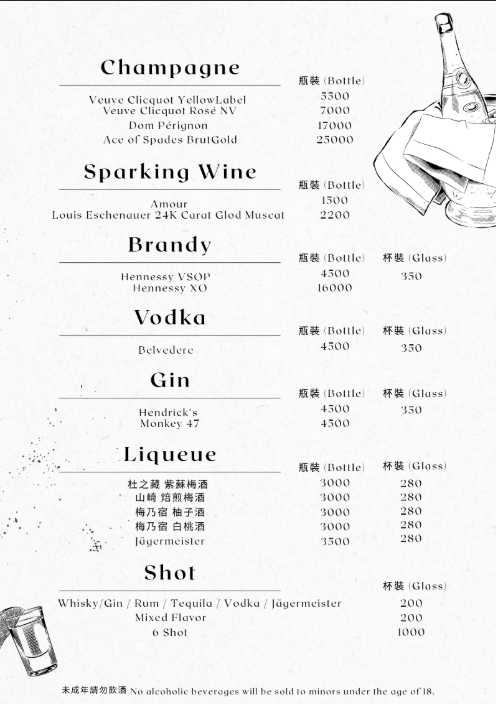 Champagne
瓶裝 (Bottle)
Veuve Clicquot YellowLabel 5500
Veuve Clicquot Rosé NV 7000
Dom Pérignon 17000
Ace of Spades BrutGold 25000
Sparking Wine
瓶裝 (Bottle)
Amour 1500
Louis Eschenauer 24K Carat Glod Muscat 2200
Brandy
瓶裝 (Bottle) 杯裝 (Glass)
Hennessy VSOP 4500 350
Hennessy XO 16000
Vodka
瓶裝 (Bottle) 杯裝 (Glass)
Belvedere 4500 350
Gin
瓶裝 (Bottle) 杯裝 (Glass)
Hendrick's 4500 350
Monkey 47 4500
Liqueue
瓶裝 (Bottle) 杯裝 (Glass)
杜之藏 紫蘇梅酒 3000 280
山崎 焙煎梅酒 3000 280
梅乃宿 柚子酒 3000 280
梅乃宿 白桃酒 3000 280
Jägermeister 3500 280
Shot
杯裝 (Glass)
Whisky/Gin / Rum / Tequila / Vodka / Jägermeister 200
Mixed Flavor 200
6 Shot 1000
未成年請勿飲酒 No alcoholic beverages will be sold to minors under the age of 18.